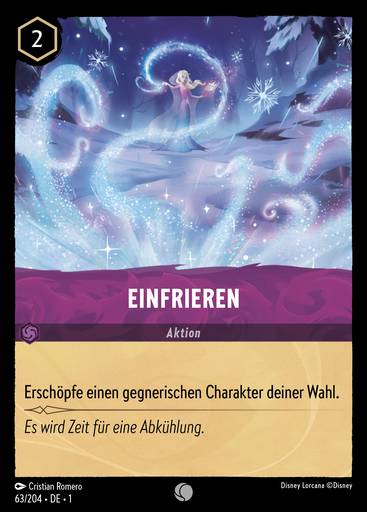 2
EINFRIEREN
Aktion
Erschöpfe einen gegnerischen Charakter deiner Wahl.
Es wird Zeit für eine Abkühlung.
Cristian Romero
Disney Lorcana ©Disney
63/204 • DE • 1